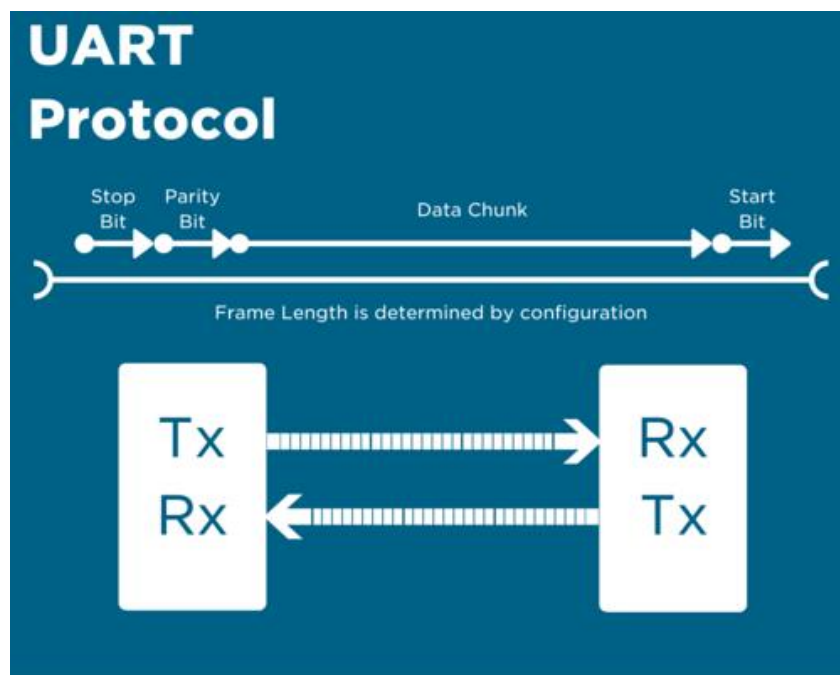 UART
Protocol
Stop
Bit
Parity
Bit
Data Chunk
Start
Bit
Frame Length is determined by configuration
Tx
Rx
Rx
Tx